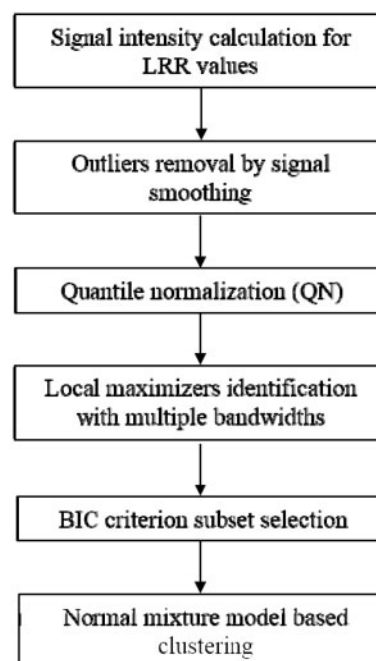 Signal intensity calculation for
LRR values
Outliers removal by signal
smoothing
Quantile normalization (QN)
Local maximizers identification
with multiple bandwidths
BIC criterion subset selection
Normal mixture model based
clustering